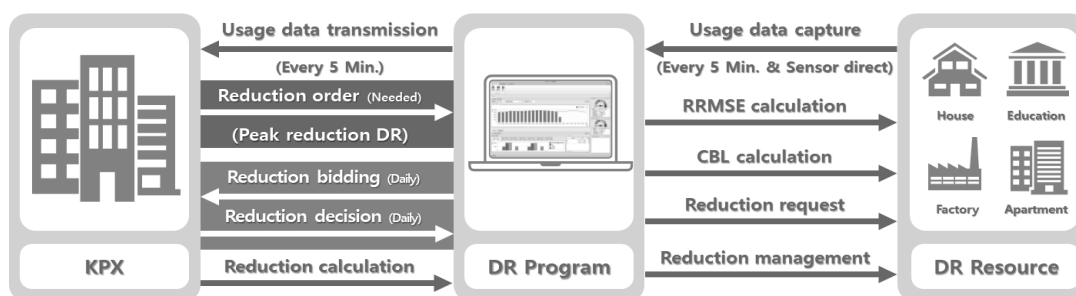 Usage data transmission
(Every 5 Min.)
Reduction order (Needed)
(Peak reduction DR)
Reduction bidding (Daily)
Reduction decision (Daily)
Reduction calculation
KPX
DR Program
Usage data capture
(Every 5 Min. & Sensor direct)
RRMSE calculation
CBL calculation
Reduction request
Reduction management
House
Education
Factory
Apartment
DR Resource